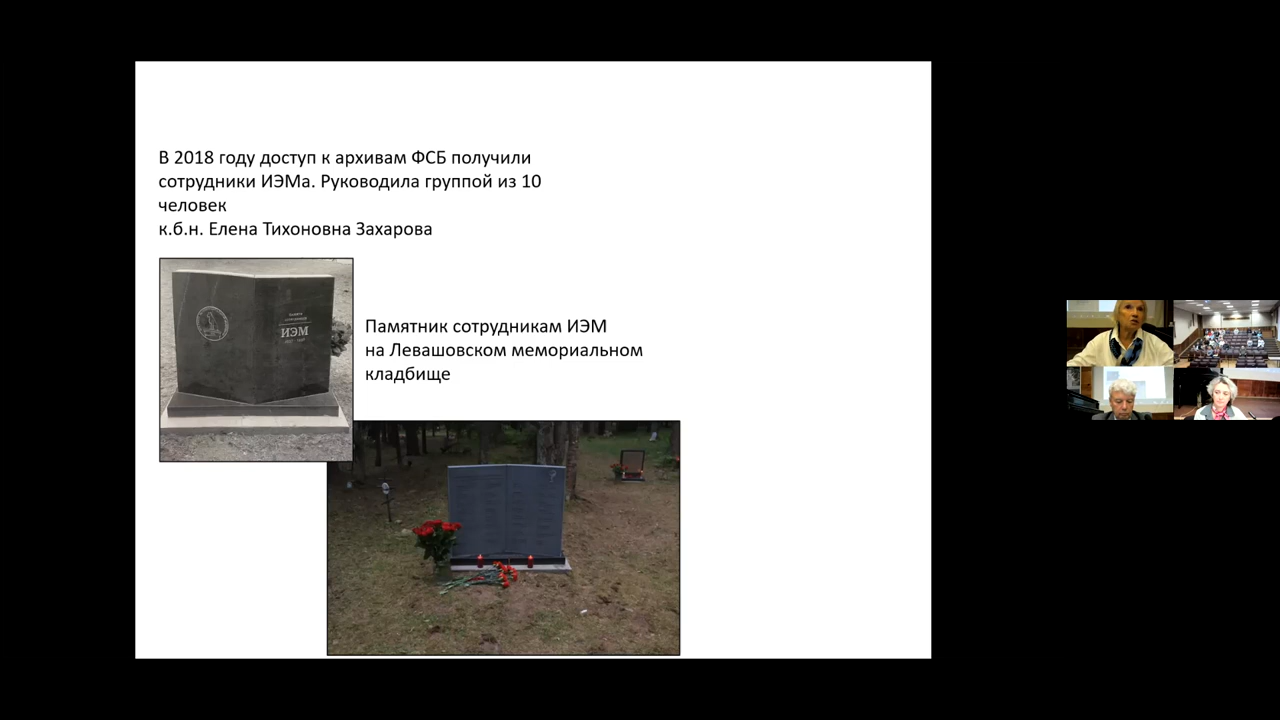 В 2018 году доступ к архивам ФСБ получили
сотрудники ИЭМа. Руководила группой из 10
человек
к.б.н. Елена Тихоновна Захарова
ИЭМ
Памятник сотрудникам ИЭМ
на Левашовском мемориальном
кладбище